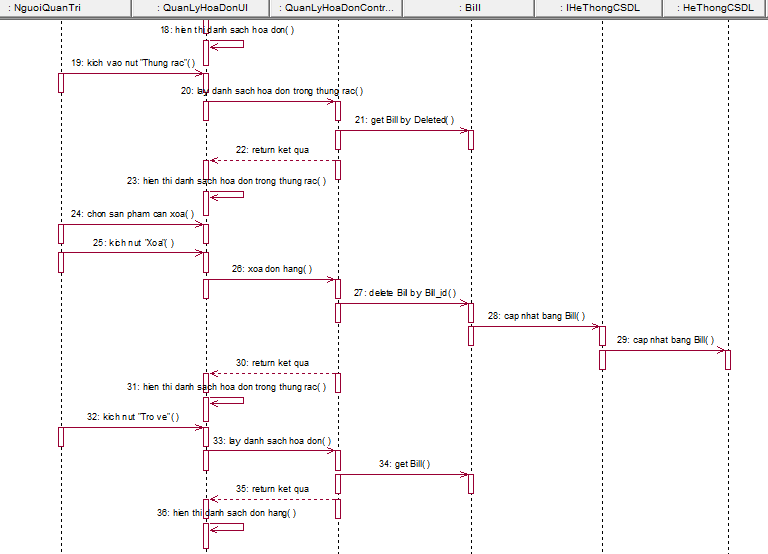 : NguoiQuanTri
: QuanLyHoaDonUI
: QuanLyHoaDonContr...
: Bill
: IHeThongCSDL
: HeThongCSDL
18: hien thi danh sach hoa don( )
19: kich vao nut "Thung rac"( )
20: lay danh sach hoa don trong thung rac( )
21: get Bill by Deleted( )
22: return ket qua
23: hien thi danh sach hoa don trong thung rac( )
24: chon san pham can xoa( )
25: kich nut "Xoa"( )
26: xoa don hang( )
27: delete Bill by Bill_id( )
28: cap nhat bang Bill( )
29: cap nhat bang Bill( )
30: return ket qua
31: hien thi danh sach hoa don trong thung rac( )
32: kich nut "Tro ve"( )
33: lay danh sach hoa don( )
34: get Bill( )
35: return ket qua
36: hien thi danh sach don hang( )